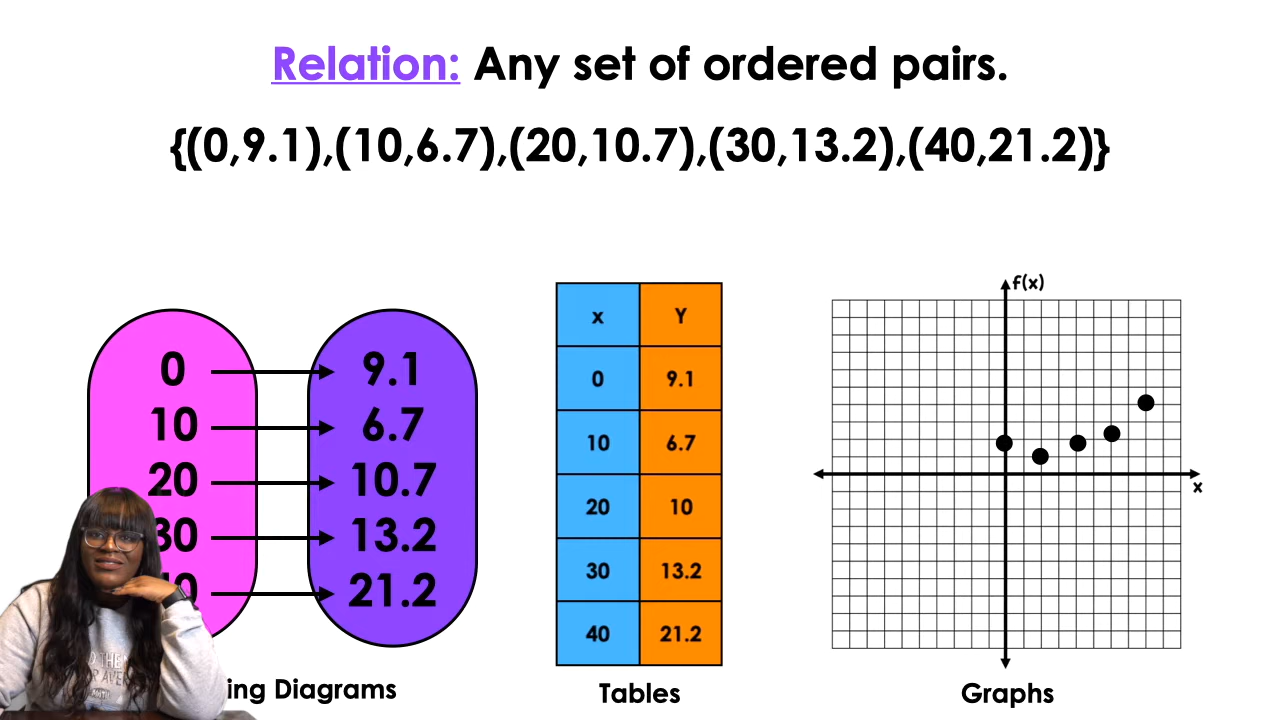 Relation: Any set of ordered pairs.
{(0,9.1),(10,6.7),(20,10.7),(30,13.2),(40,21.2)}
0 9.1
10 6.7
20 10.7
30 13.2
21.2
ing Diagrams
x Y
0 9.1
10 6.7
20 10
30 13.2
40 21.2
Tables
f(x)
x
Graphs